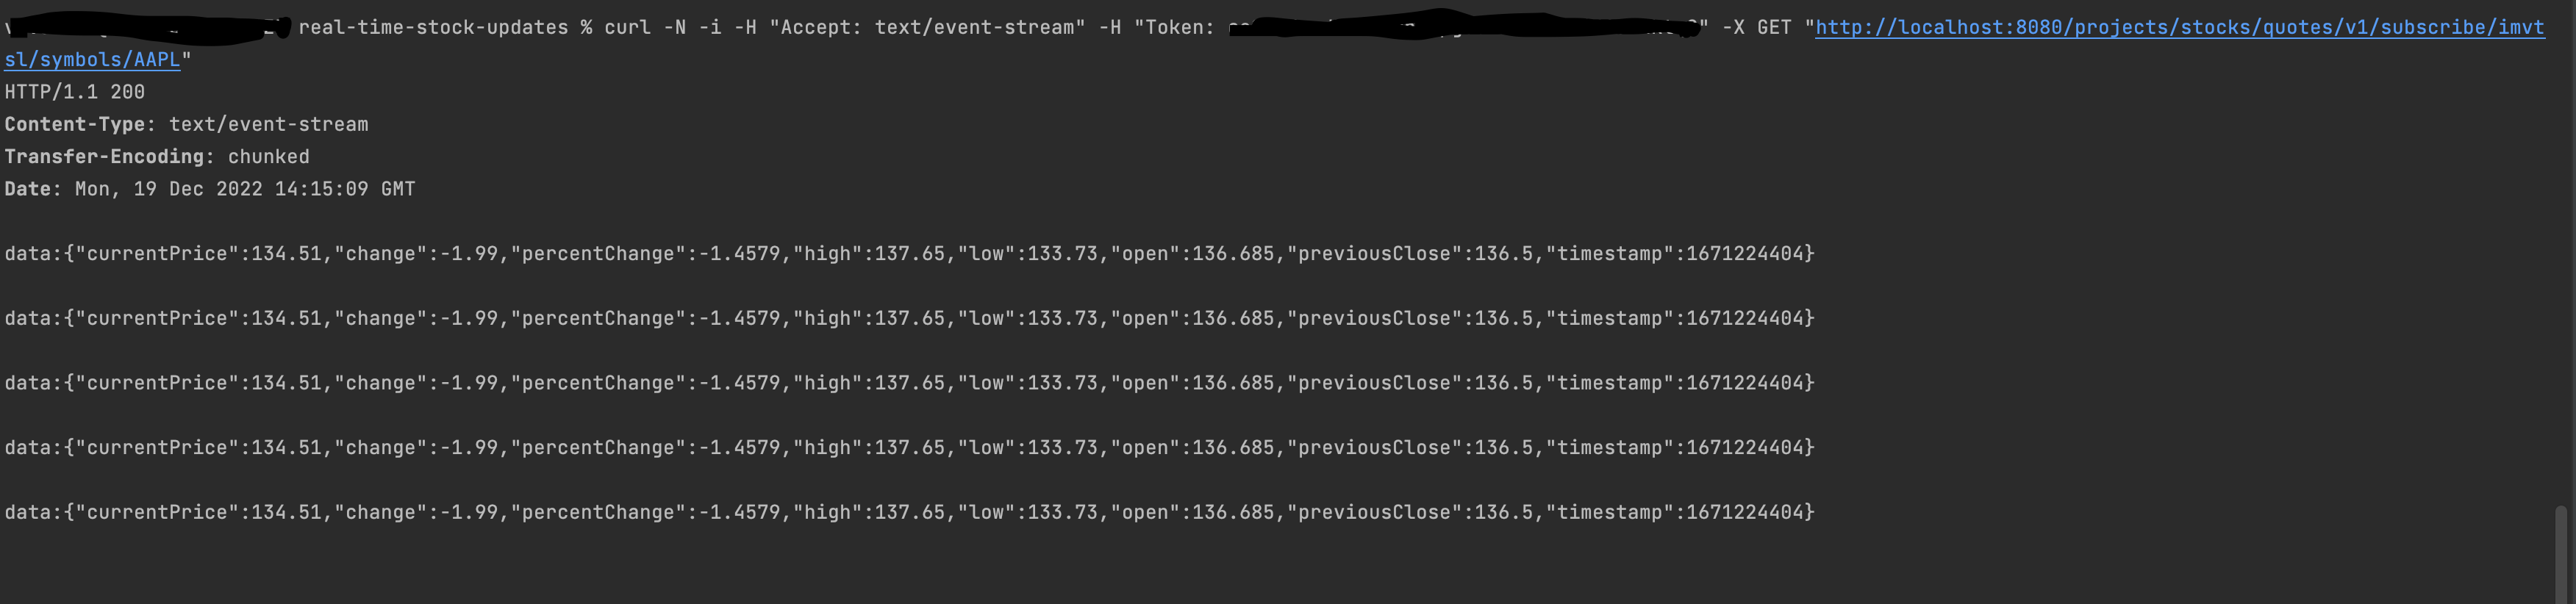 real-time-stock-updates % curl -N -i -H "Accept: text/event-stream" -H "Token: " -X GET "http://localhost:8080/projects/stocks/quotes/v1/subscribe/imvt
sl/symbols/AAPL"
HTTP/1.1 200
Content-Type: text/event-stream
Transfer-Encoding: chunked
Date: Mon, 19 Dec 2022 14:15:09 GMT
data:{"currentPrice":134.51,"change":-1.99,"percentChange":-1.4579,"high":137.65,"low":133.73,"open":136.685,"previousClose":136.5,"timestamp":1671224404}
data:{"currentPrice":134.51,"change":-1.99,"percentChange":-1.4579,"high":137.65,"low":133.73,"open":136.685,"previousClose":136.5,"timestamp":1671224404}
data:{"currentPrice":134.51,"change":-1.99,"percentChange":-1.4579,"high":137.65,"low":133.73,"open":136.685,"previousClose":136.5,"timestamp":1671224404}
data:{"currentPrice":134.51,"change":-1.99,"percentChange":-1.4579,"high":137.65,"low":133.73,"open":136.685,"previousClose":136.5,"timestamp":1671224404}
data:{"currentPrice":134.51,"change":-1.99,"percentChange":-1.4579,"high":137.65,"low":133.73,"open":136.685,"previousClose":136.5,"timestamp":1671224404}